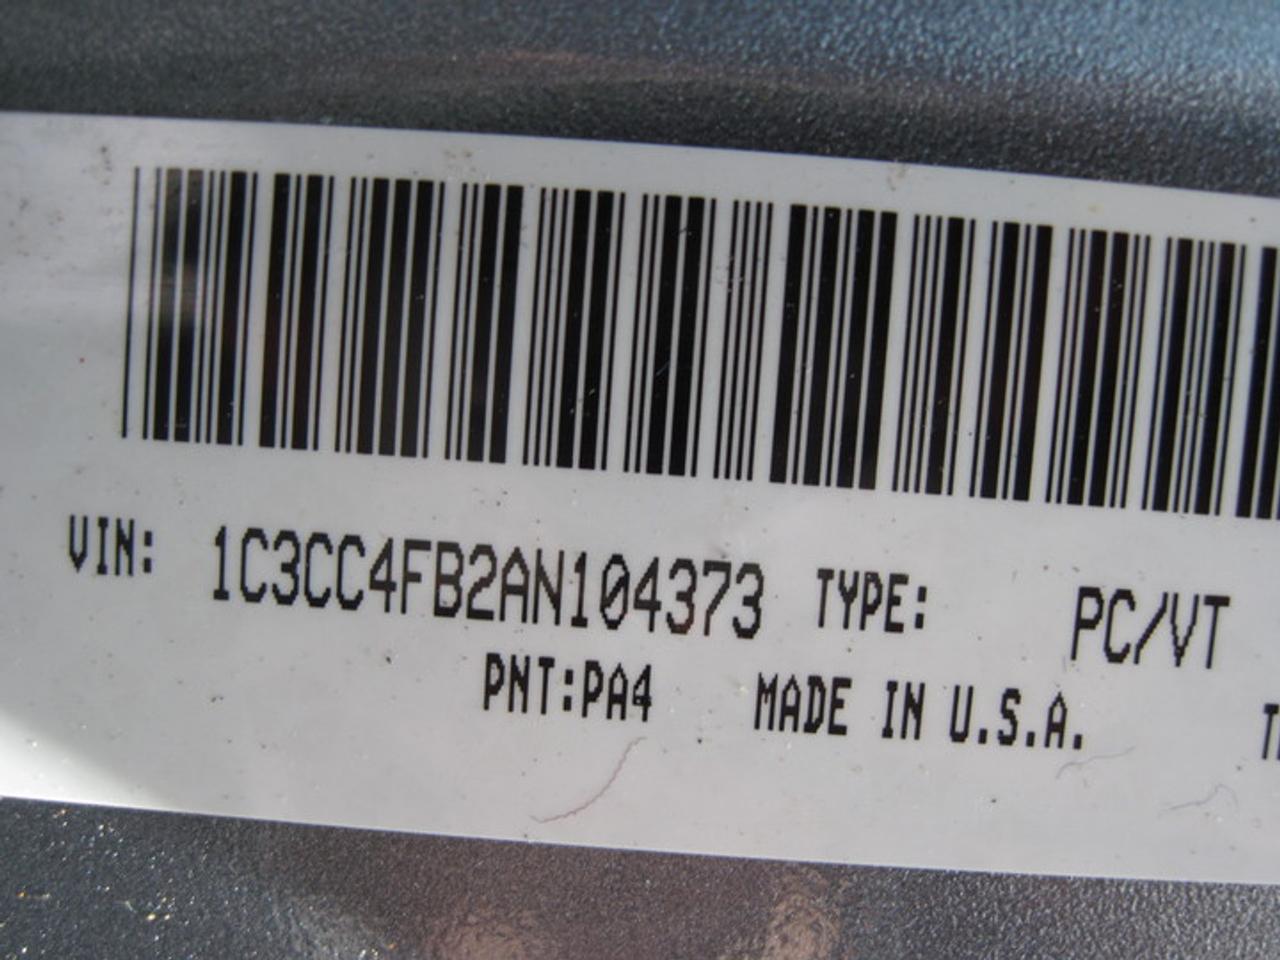 VIN: 1C3CC4FB2AN104373 TYPE: PC/VT
PNT:PA4 MADE IN U.S.A.